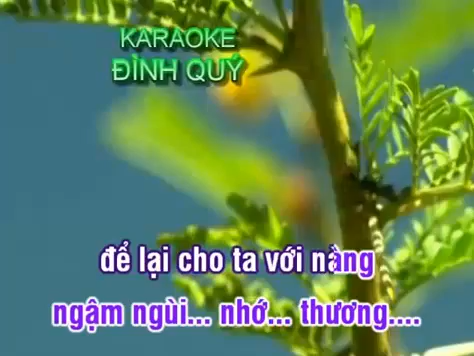 KARAOKE
ĐÌNH QUÝ
để lại cho ta với nàng
ngậm ngùi... nhớ... thương....